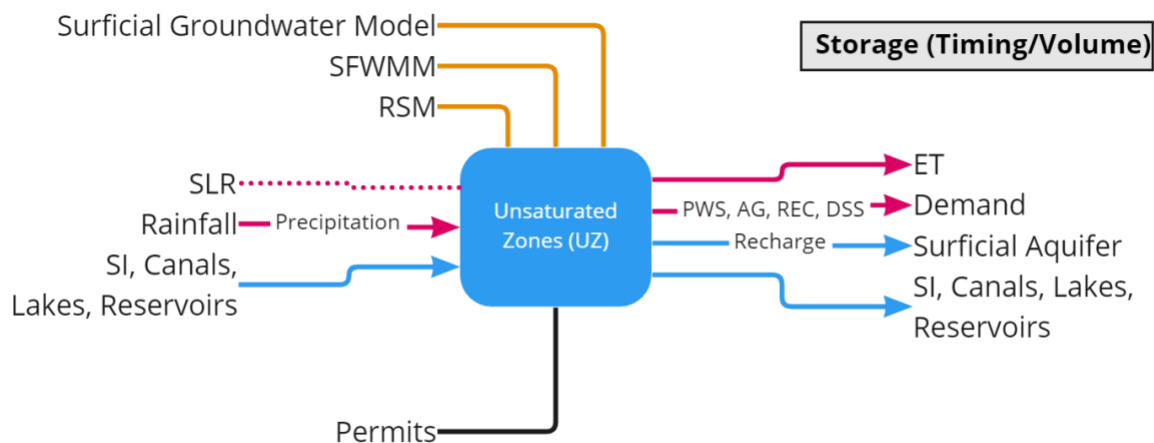 Surficial Groundwater Model
Storage (Timing/Volume)
SFWMM
RSM
SLR
Rainfall
Precipitation
SI, Canals,
Lakes, Reservoirs
Unsaturated
Zones (UZ)
ET
PWS, AG, REC, DSS
Demand
Recharge
Surficial Aquifer
SI, Canals, Lakes,
Reservoirs
Permits